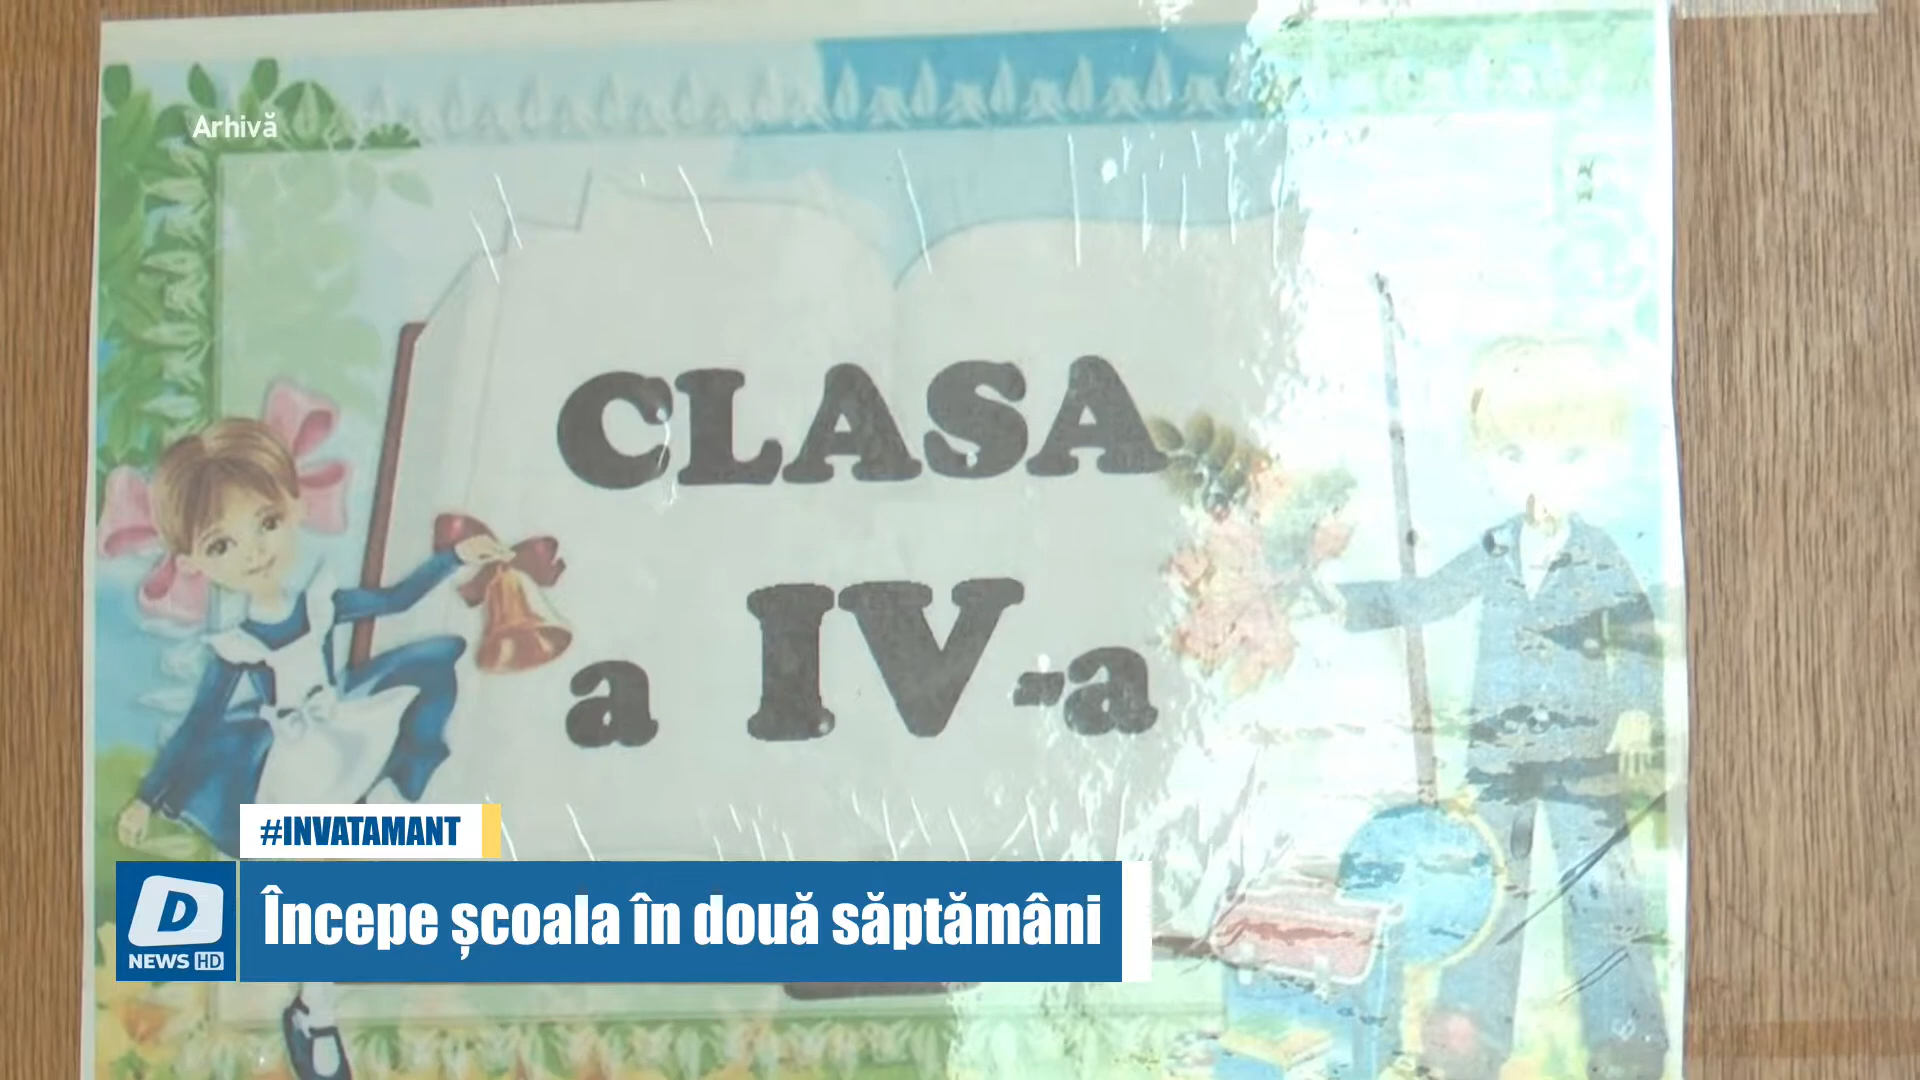 Arhivă
CLASA
a IV-a
#INVATAMANT
Începe școala în două săptămâni
D
NEWS HD